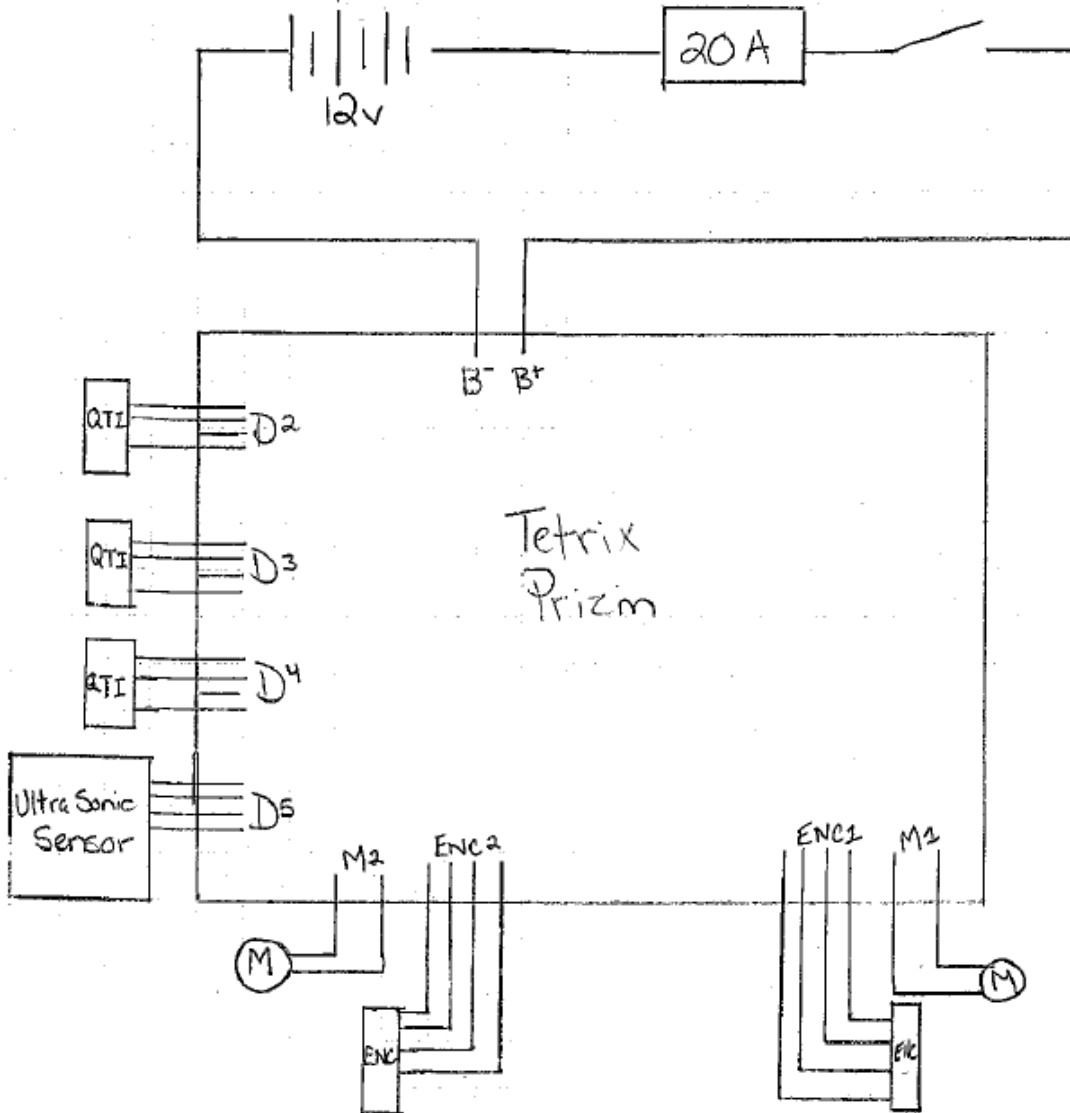 20A
12v
B- B+
QTI
D2
QTI
D3
Tetrix
Prizm
QTI
D4
Ultra Sonic
Sensor
D5
M2
ENC2
ENC1
M1
M
M
ENC
ENC